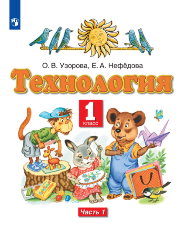 О. В. Узорова, Е. А. Нефёдова
Технология
1
класс
Часть 1